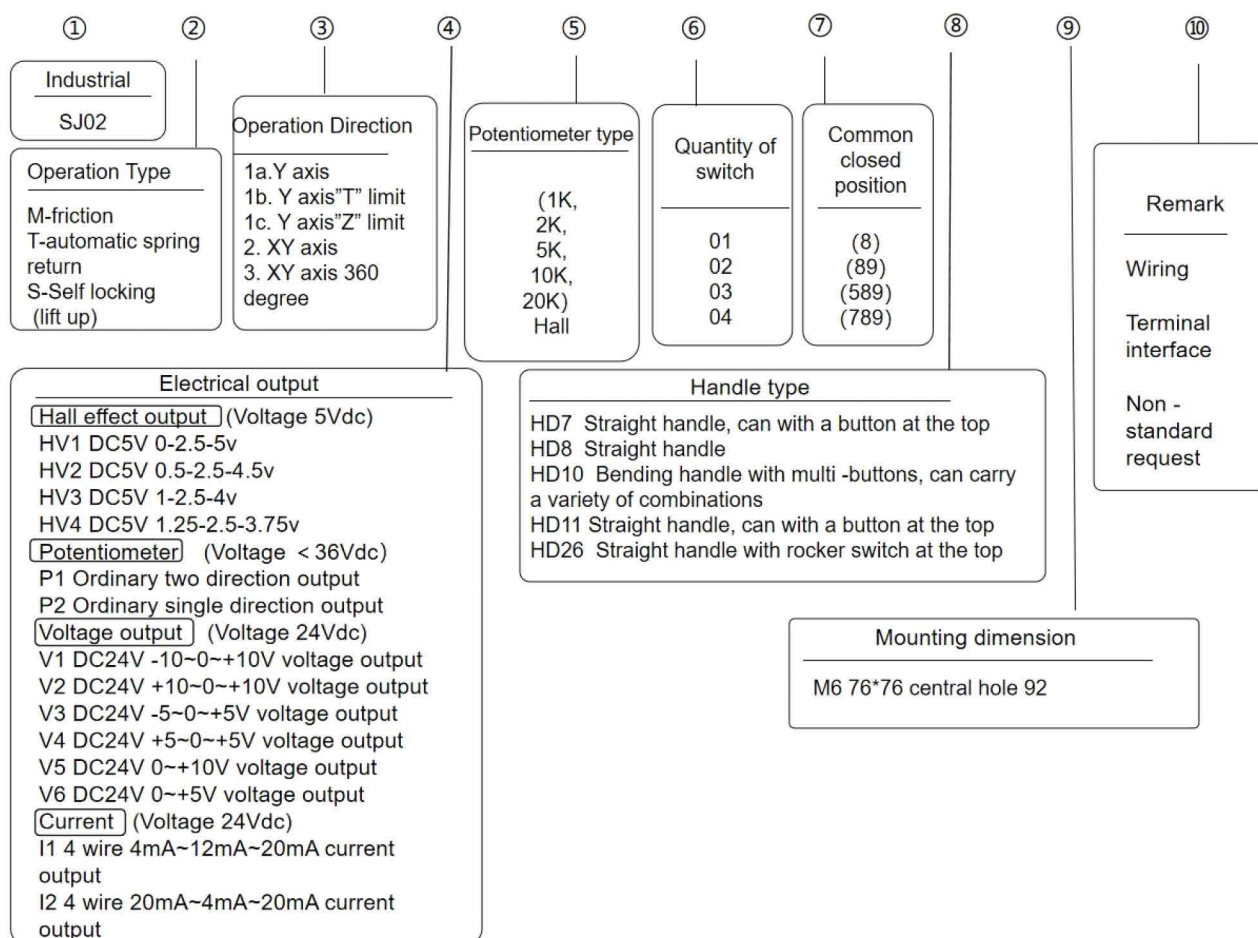 ① ② ③ ④ ⑤ ⑥ ⑦ ⑧ ⑨ ⑩
Industrial
SJ02
Operation Type
M-friction
T-automatic spring
return
S-Self locking
(lift up)
Operation Direction
1a.Y axis
1b. Y axis”T” limit
1c. Y axis”Z” limit
2. XY axis
3. XY axis 360
degree
Potentiometer type
(1K,
2K,
5K,
10K,
20K)
Hall
Quantity of
switch
01
02
03
04
Common
closed
position
(8)
(89)
(589)
(789)
Remark
Wiring
Terminal
interface
Non -
standard
request
Electrical output
Hall effect output (Voltage 5Vdc)
HV1 DC5V 0-2.5-5v
HV2 DC5V 0.5-2.5-4.5v
HV3 DC5V 1-2.5-4v
HV4 DC5V 1.25-2.5-3.75v
Potentiometer (Voltage < 36Vdc)
P1 Ordinary two direction output
P2 Ordinary single direction output
Voltage output (Voltage 24Vdc)
V1 DC24V -10~0~+10V voltage output
V2 DC24V +10~0~+10V voltage output
V3 DC24V -5~0~+5V voltage output
V4 DC24V +5~0~+5V voltage output
V5 DC24V 0~+10V voltage output
V6 DC24V 0~+5V voltage output
Current (Voltage 24Vdc)
I1 4 wire 4mA~12mA~20mA current
output
I2 4 wire 20mA~4mA~20mA current
output
Handle type
HD7 Straight handle, can with a button at the top
HD8 Straight handle
HD10 Bending handle with multi -buttons, can carry
a variety of combinations
HD11 Straight handle, can with a button at the top
HD26 Straight handle with rocker switch at the top
Mounting dimension
M6 76*76 central hole 92